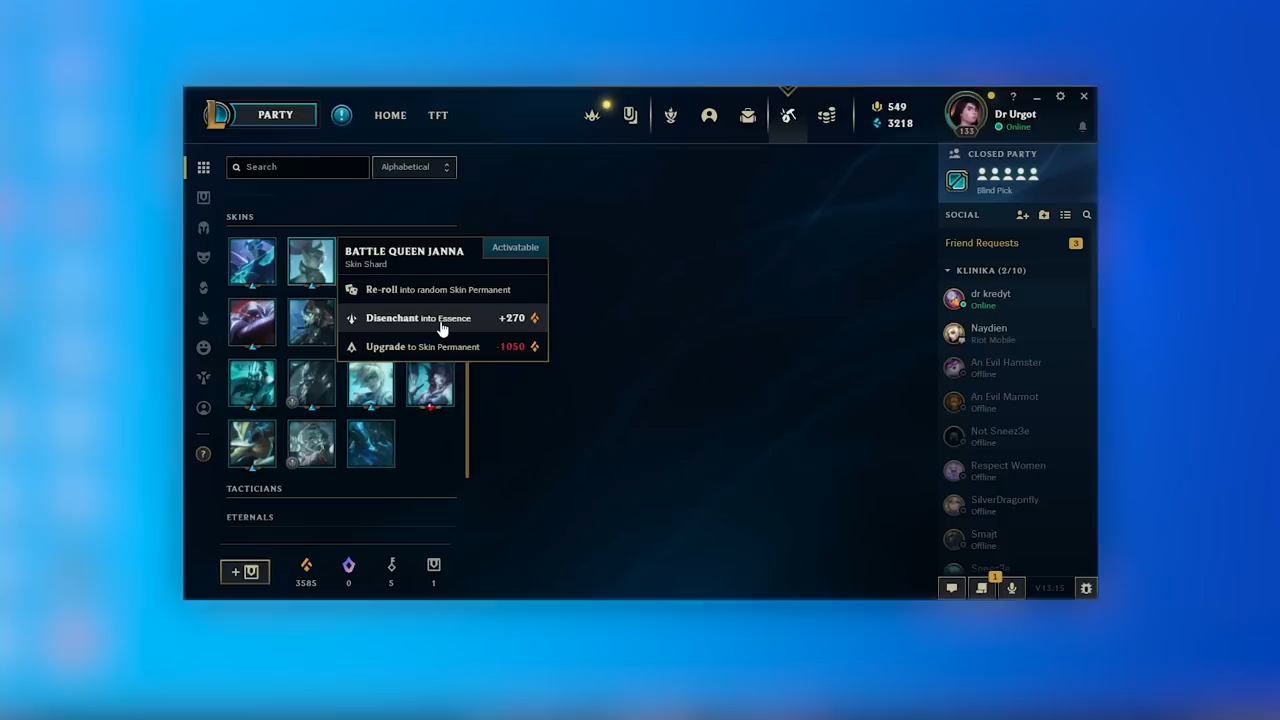 PARTY
HOME
TFT
549
3218
133
Dr Urgot
Online
?
Search
Alphabetical
SKINS
BATTLE QUEEN JANNA
Activatable
Skin Shard
Re-roll into random Skin Permanent
Disenchant into Essence +270
Upgrade to Skin Permanent -1050
TACTICIANS
ETERNALS
?
3585
0
5
1
CLOSED PARTY
Blind Pick
SOCIAL
Friend Requests 3
KLINIKA (2/10)
dr kredyt
Online
Naydien
Riot Mobile
An Evil Hamster
Offline
An Evil Marmot
Offline
Not Sneez3e
Offline
Respect Women
Offline
SilverDragonfly
Offline
Smajt
Offline
Sneez3e
1
V13.15